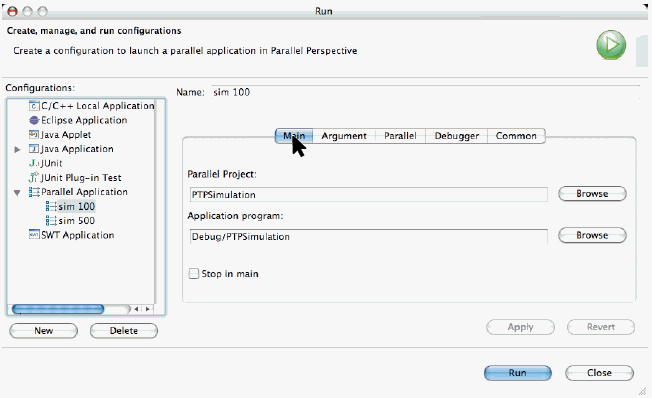 Run
Create, manage, and run configurations
Create a configuration to launch a parallel application in Parallel Perspective
Configurations:
C/C++ Local Application
Eclipse Application
Java Applet
Java Application
JUnit
JUnit Plug-in Test
Parallel Application
sim 100
sim 500
SWT Application
New
Delete
Name: sim 100
Main Argument Parallel Debugger Common
Parallel Project:
PTPSimulation
Browse
Application program:
Debug/PTPSimulation
Browse
Stop in main
Apply
Revert
Run
Close